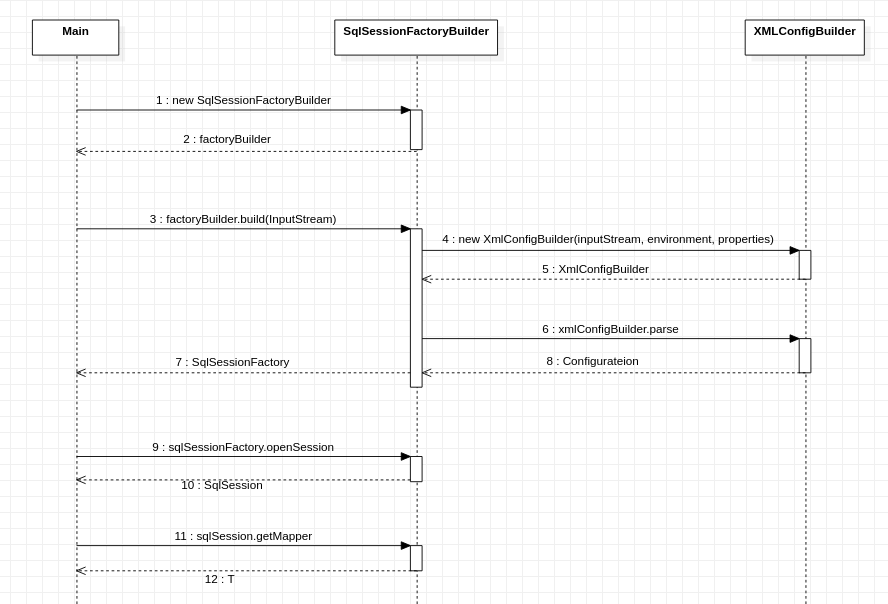 Main
SqlSessionFactoryBuilder
XMLConfigBuilder
1 : new SqlSessionFactoryBuilder
2 : factoryBuilder
3 : factoryBuilder.build(InputStream)
4 : new XmlConfigBuilder(inputStream, environment, properties)
5 : XmlConfigBuilder
6 : xmlConfigBuilder.parse
7 : SqlSessionFactory
8 : Configurateion
9 : sqlSessionFactory.openSession
10 : SqlSession
11 : sqlSession.getMapper
12 : T